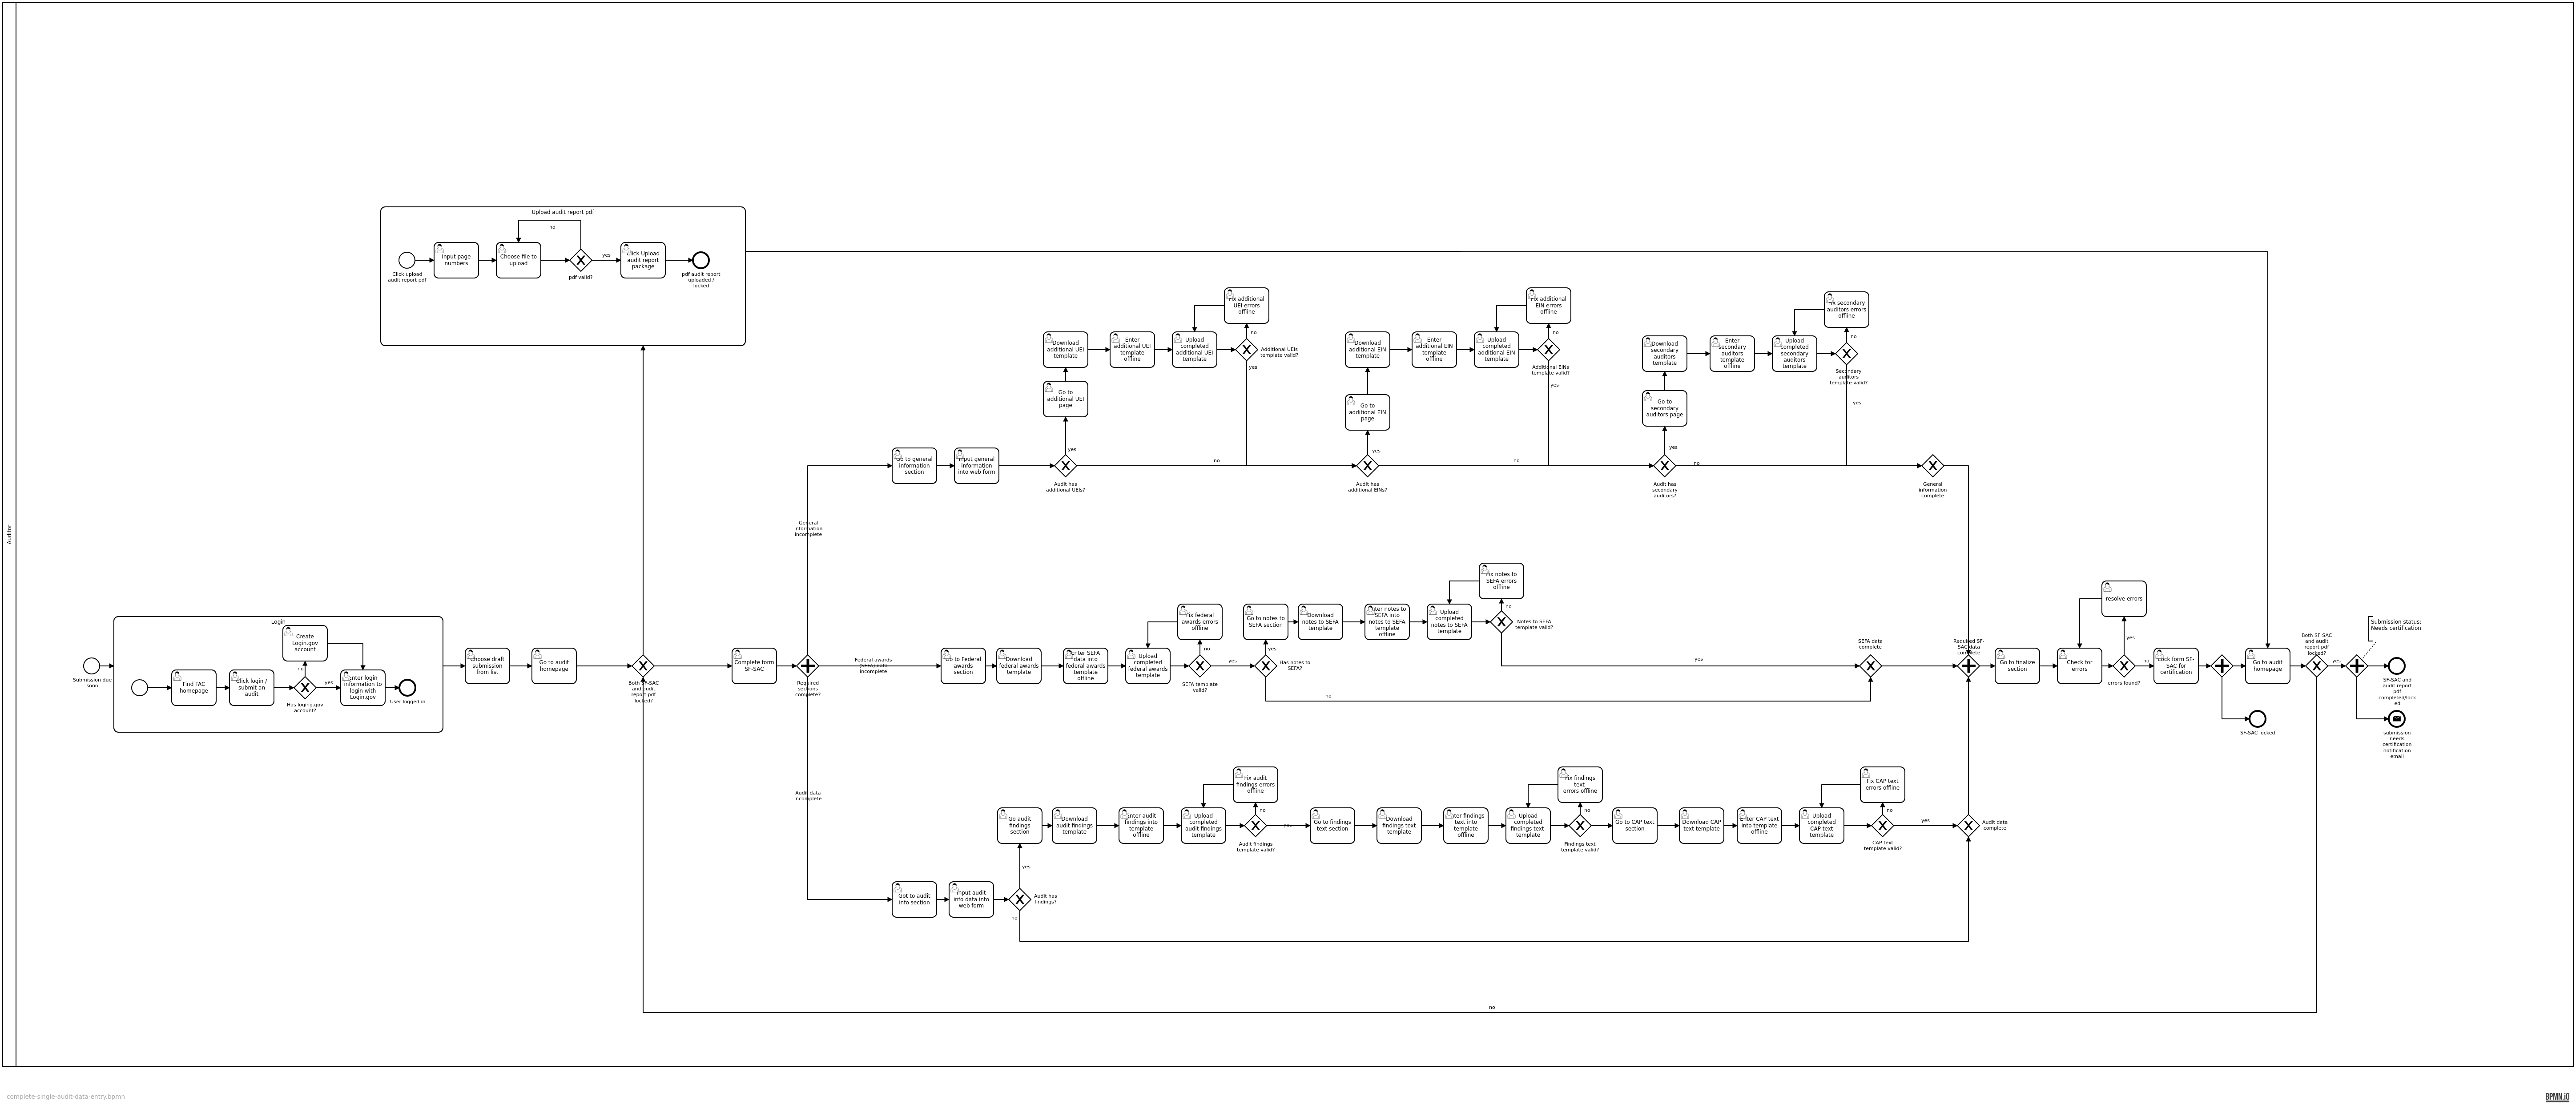 Auditor
Upload audit report pdf
no
Click upload
audit report pdf
Input page
numbers
Choose file to
upload
pdf valid?
yes
Click Upload
audit report
package
pdf audit report
uploaded /
locked
Fix additional
UEI errors
offline
no
Download
additional UEI
template
Enter
additional UEI
template
offline
Upload
completed
additional UEI
template
Additional UEIs
template valid?
yes
Go to
additional UEI
page
Fix additional
EIN errors
offline
no
Download
additional EIN
template
Enter
additional EIN
template
offline
Upload
completed
additional EIN
template
Additional EINs
template valid?
yes
Go to
additional EIN
page
Fix secondary
auditors errors
offline
no
Download
secondary
auditors
template
Enter
secondary
auditors
template
offline
Upload
completed
secondary
auditors
template
Secondary
auditors
template valid?
yes
Go to
secondary
auditors page
Go to general
information
section
Input general
information
into web form
yes
Audit has
additional UEIs?
no
yes
Audit has
additional EINs?
no
yes
Audit has
secondary
auditors?
no
General
information
complete
General
information
incomplete
Submission due
soon
Login
Find FAC
homepage
Click login /
submit an
audit
Create
Login.gov
account
no
Has loging.gov
account?
yes
Enter login
information to
login with
Login.gov
User logged in
Choose draft
submission
from list
Go to audit
homepage
Both SF-SAC
and audit
report pdf
locked?
Complete form
SF-SAC
Required
sections
complete?
Federal awards
(SEFA) data
incomplete
Go to Federal
awards
section
Download
federal awards
template
Enter SEFA
data into
federal awards
template
offline
Upload
completed
federal awards
template
Fix federal
awards errors
offline
no
SEFA template
valid?
yes
Has notes to
SEFA?
yes
no
Go to notes to
SEFA section
Download
notes to SEFA
template
Enter notes to
SEFA into
notes to SEFA
template
offline
Upload
completed
notes to SEFA
template
Fix notes to
SEFA errors
offline
no
Notes to SEFA
template valid?
yes
SEFA data
complete
Required SF-
SAC data
complete
Go to finalize
section
Check for
errors
resolve errors
yes
errors found?
no
Lock form SF-
SAC for
certification
SF-SAC locked
Go to audit
homepage
Both SF-SAC
and audit
report pdf
locked?
yes
Submission status:
Needs certification
SF-SAC and
audit report
pdf
completed/lock
ed
submission
needs
certification
notification
email
Audit data
incomplete
Got to audit
info section
Input audit
info data into
web form
Audit has
findings?
yes
no
Go audit
findings
section
Download
audit findings
template
Enter audit
findings into
template
offline
Upload
completed
audit findings
template
Fix audit
findings errors
offline
no
Audit findings
template valid?
yes
Go to findings
text section
Download
findings text
template
Enter findings
text into
template
offline
Upload
completed
findings text
template
Fix findings
text
errors offline
no
Findings text
template valid?
Go to CAP text
section
Download CAP
text template
Enter CAP text
into template
offline
Upload
completed
CAP text
template
Fix CAP text
errors offline
no
CAP text
template valid?
yes
Audit data
complete
no
complete-single-audit-data-entry.bpmn
BPMN.iO